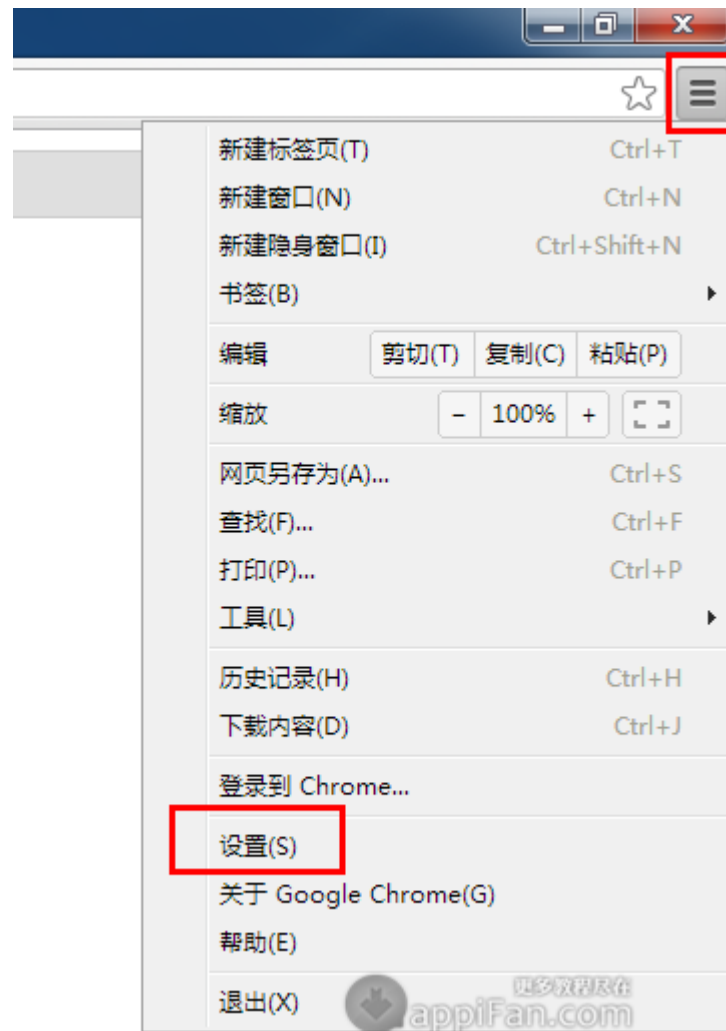 新建标签页(T) Ctrl+T
新建窗口(N) Ctrl+N
新建隐身窗口(I) Ctrl+Shift+N
书签(B)
编辑 剪切(T) 复制(C) 粘贴(P)
缩放 - 100% +
网页另存为(A)... Ctrl+S
查找(F)... Ctrl+F
打印(P)... Ctrl+P
工具(L)
历史记录(H) Ctrl+H
下载内容(D) Ctrl+J
登录到 Chrome...
设置(S)
关于 Google Chrome(G)
帮助(E)
退出(X)
更多教程尽在
appiFan.com